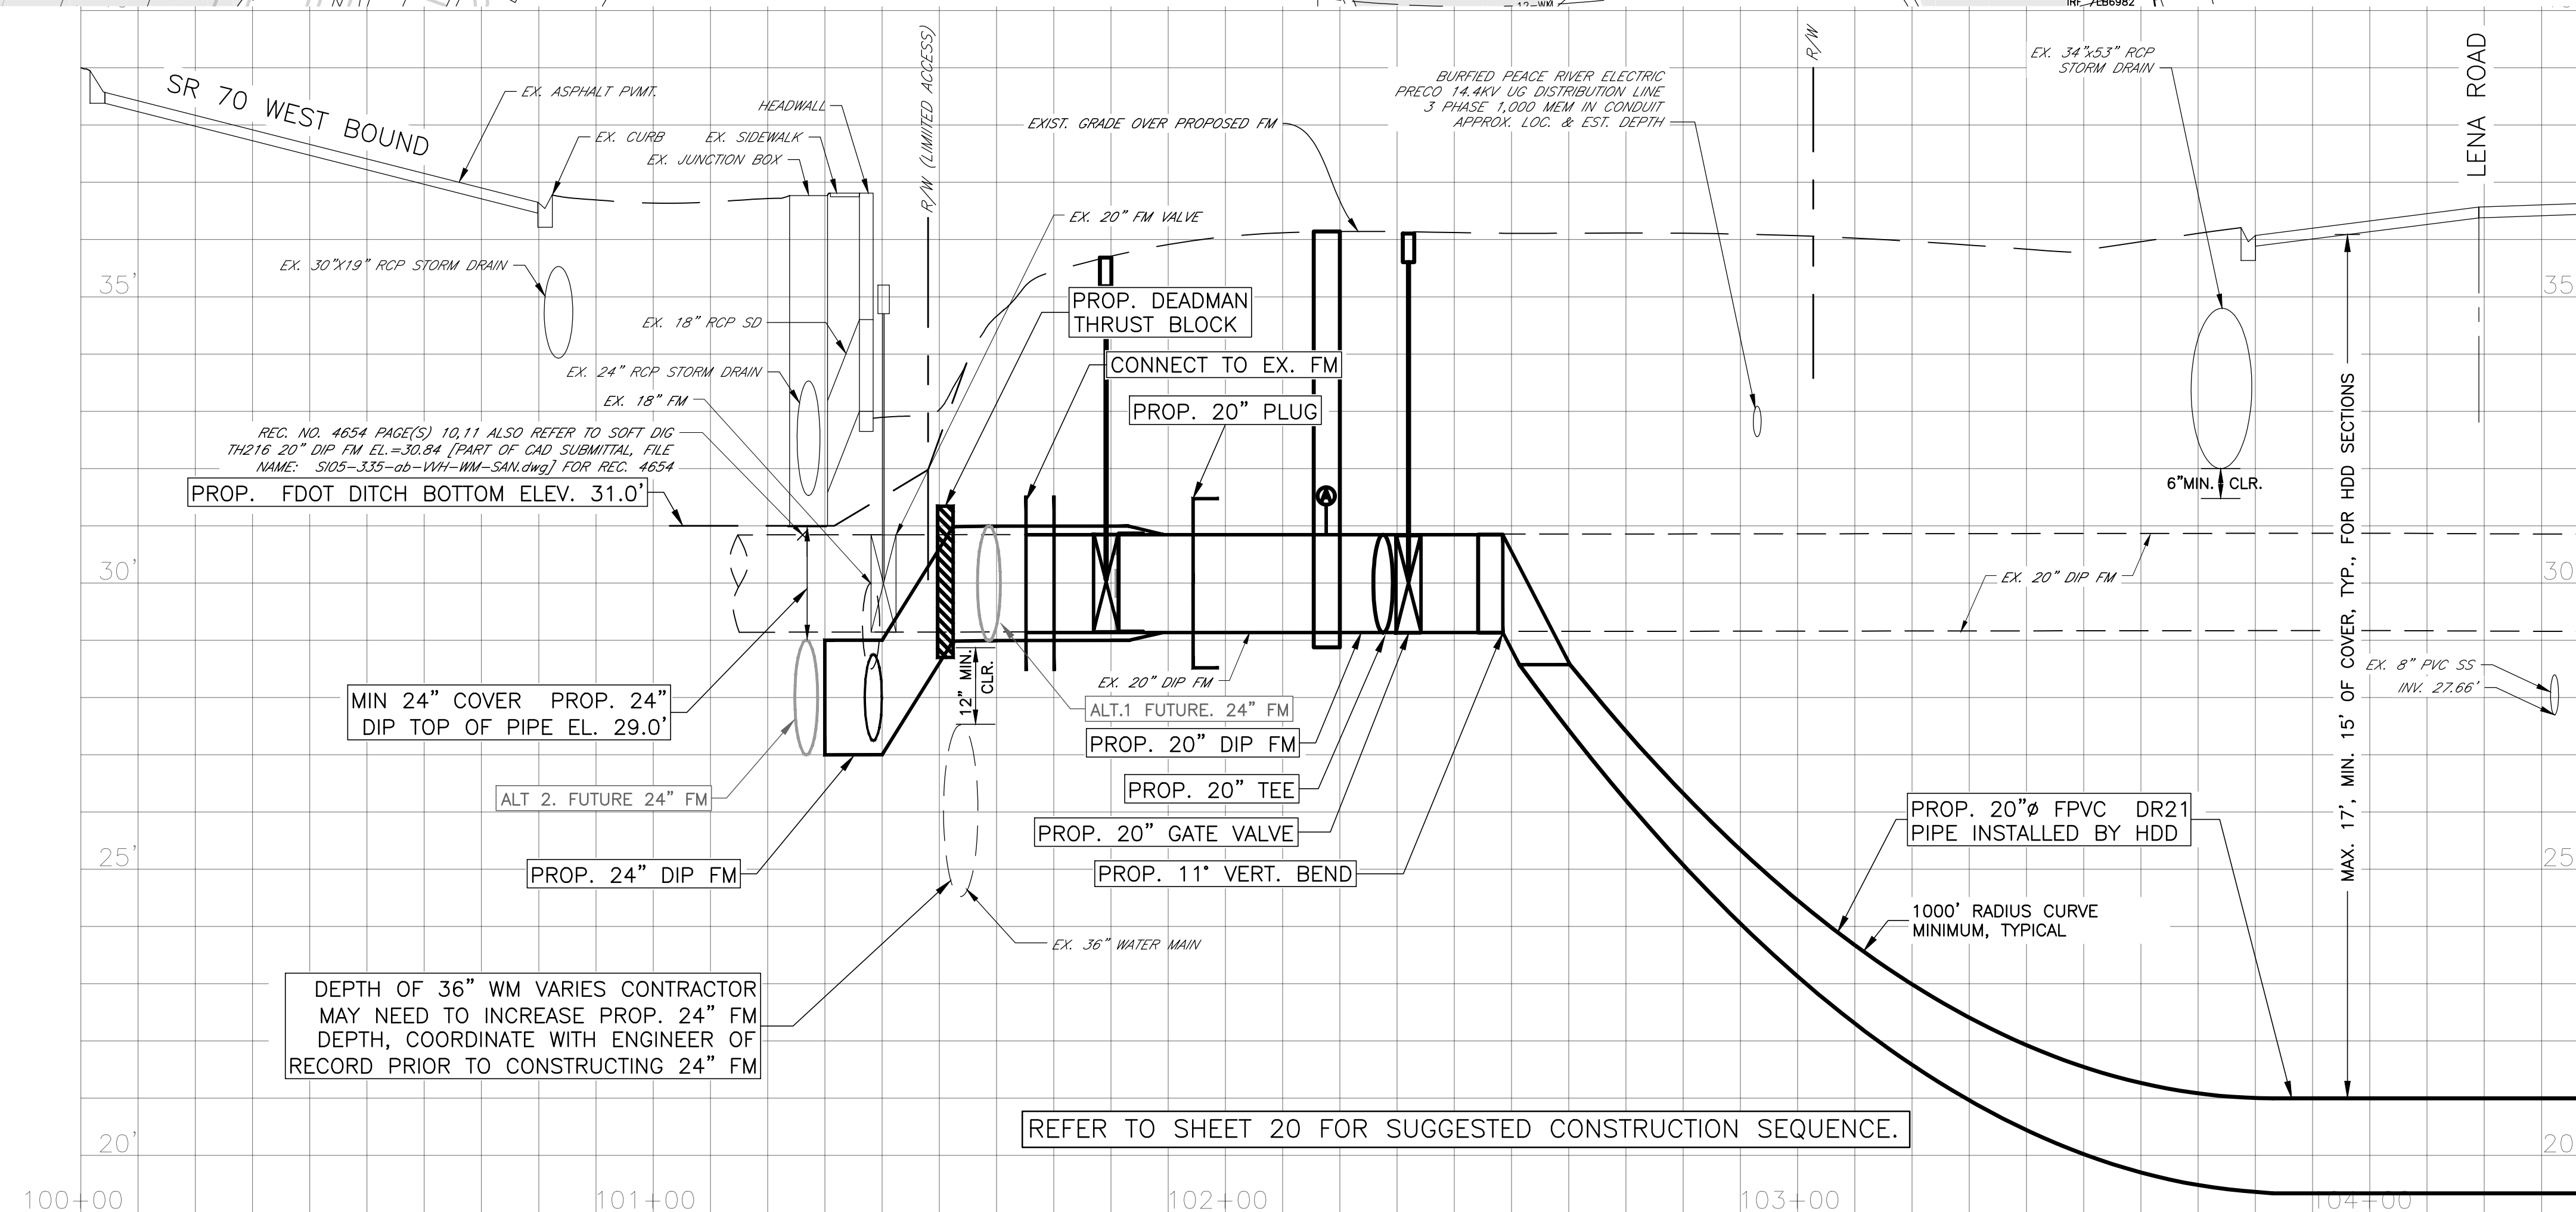 12-WM
IRF /LB6982
SR 70 WEST BOUND
EX. ASPHALT PVMT.
HEADWALL
EX. CURB
EX. SIDEWALK
EX. JUNCTION BOX
R/W (LIMIITED ACCESS)
EXIST. GRADE OVER PROPOSED FM
BURFIED PEACE RIVER ELECTRIC
PRECO 14.4KV UG DISTRIBUTION LINE
3 PHASE 1,000 MEM IN CONDUIT
APPROX. LOC. & EST. DEPTH
R/W
EX. 34"x53" RCP
STORM DRAIN
LENA ROAD
EX. 20" FM VALVE
EX. 30"X19" RCP STORM DRAIN
35'
35
PROP. DEADMAN
THRUST BLOCK
EX. 18" RCP SD
CONNECT TO EX. FM
EX. 24" RCP STORM DRAIN
EX. 18" FM
PROP. 20" PLUG
REC. NO. 4654 PAGE(S) 10,11 ALSO REFER TO SOFT DIG
TH216 20" DIP FM EL.=30.84 [PART OF CAD SUBMITTAL, FILE
NAME: SI05-335-ab-VVH-WM-SAN.dwg] FOR REC. 4654
PROP. FDOT DITCH BOTTOM ELEV. 31.0'
A
6"MIN. CLR.
MAX. 17', MIN. 15' OF COVER, TYP., FOR HDD SECTIONS
30'
30
EX. 20" DIP FM
12" MIN.
CLR.
EX. 20" DIP FM
EX. 8" PVC SS
INV. 27.66'
MIN 24" COVER PROP. 24"
DIP TOP OF PIPE EL. 29.0'
ALT.1 FUTURE. 24" FM
PROP. 20" DIP FM
ALT 2. FUTURE 24" FM
PROP. 20" TEE
PROP. 20"ø FPVC DR21
PIPE INSTALLED BY HDD
PROP. 20" GATE VALVE
25'
25
PROP. 24" DIP FM
PROP. 11° VERT. BEND
1000' RADIUS CURVE
MINIMUM, TYPICAL
EX. 36" WATER MAIN
DEPTH OF 36" WM VARIES CONTRACTOR
MAY NEED TO INCREASE PROP. 24" FM
DEPTH, COORDINATE WITH ENGINEER OF
RECORD PRIOR TO CONSTRUCTING 24" FM
REFER TO SHEET 20 FOR SUGGESTED CONSTRUCTION SEQUENCE.
20'
20
100+00
101+00
102+00
103+00
104+00